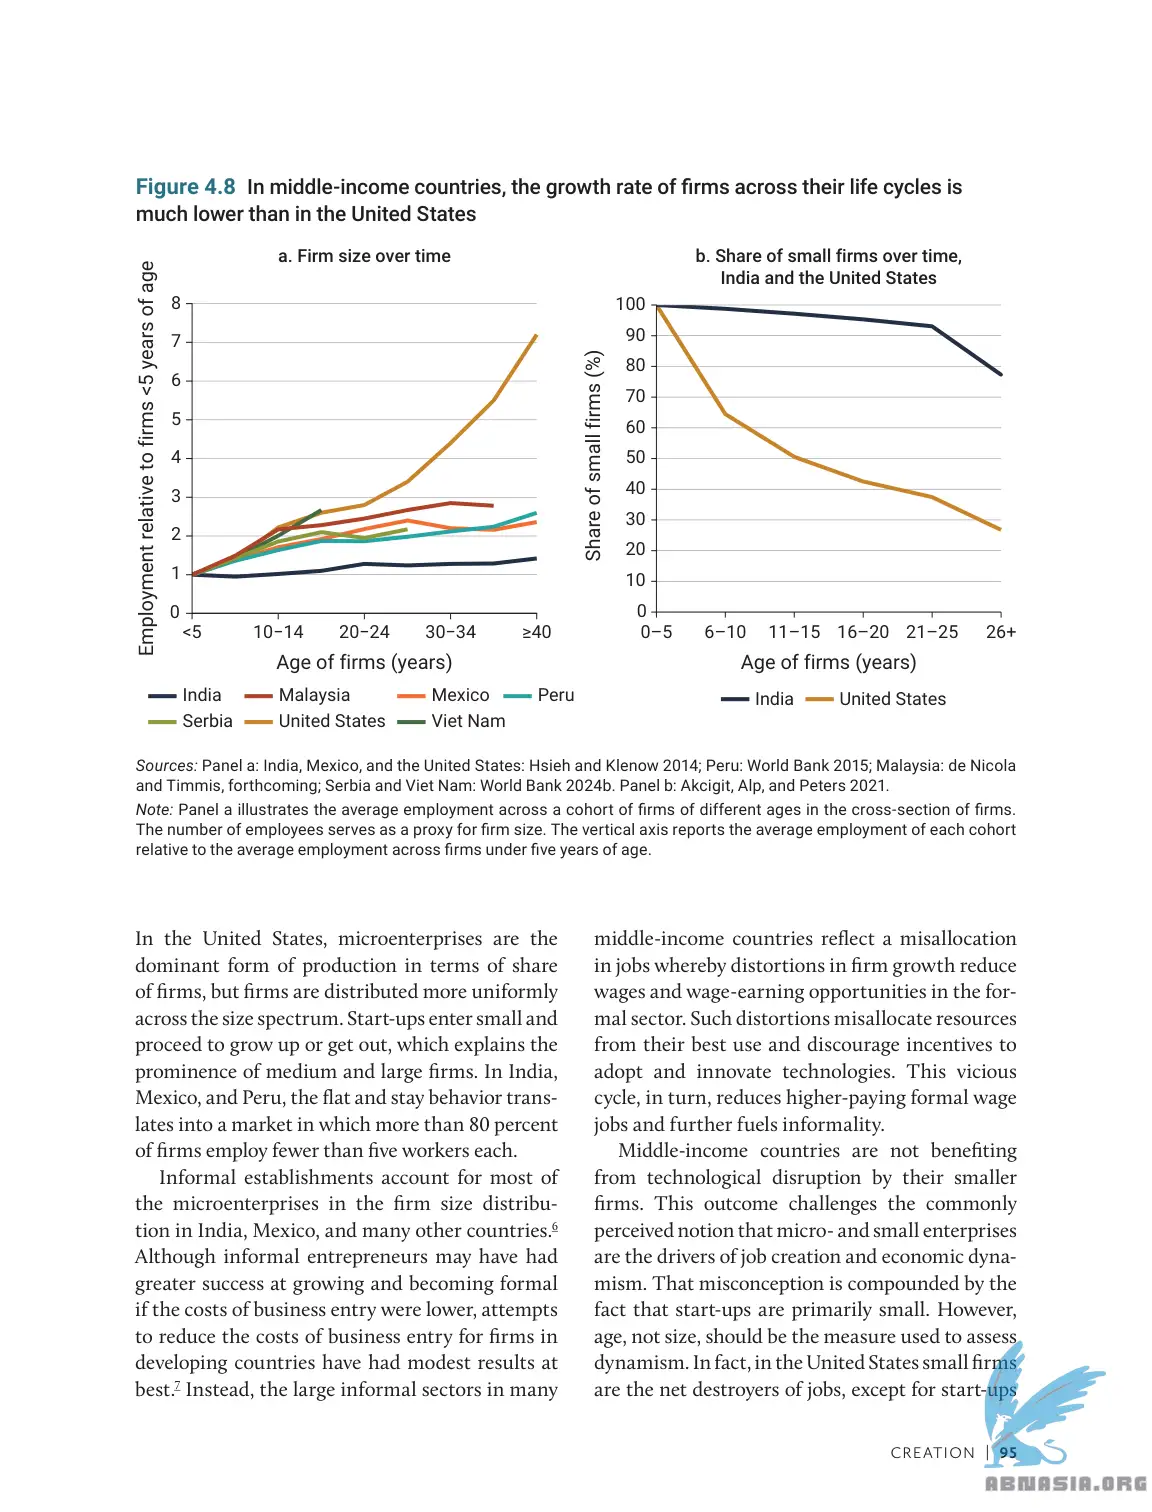 Figure 4.8 In middle-income countries, the growth rate of firms across their life cycles is
much lower than in the United States
a. Firm size over time
Employment relative to firms <5 years of age
8
7
6
5
4
3
2
1
0
<5
10–14
20–24
30–34
≥40
Age of firms (years)
India
Malaysia
Mexico
Peru
Serbia
United States
Viet Nam
b. Share of small firms over time,
India and the United States
Share of small firms (%)
100
90
80
70
60
50
40
30
20
10
0
0–5
6–10
11–15
16–20
21–25
26+
Age of firms (years)
India
United States
Sources: Panel a: India, Mexico, and the United States: Hsieh and Klenow 2014; Peru: World Bank 2015; Malaysia: de Nicola
and Timmis, forthcoming; Serbia and Viet Nam: World Bank 2024b. Panel b: Akcigit, Alp, and Peters 2021.
Note: Panel a illustrates the average employment across a cohort of firms of different ages in the cross-section of firms.
The number of employees serves as a proxy for firm size. The vertical axis reports the average employment of each cohort
relative to the average employment across firms under five years of age.
In the United States, microenterprises are the
dominant form of production in terms of share
of firms, but firms are distributed more uniformly
across the size spectrum. Start-ups enter small and
proceed to grow up or get out, which explains the
prominence of medium and large firms. In India,
Mexico, and Peru, the flat and stay behavior trans-
lates into a market in which more than 80 percent
of firms employ fewer than five workers each.
Informal establishments account for most of
the microenterprises in the firm size distribu-
tion in India, Mexico, and many other countries.6
Although informal entrepreneurs may have had
greater success at growing and becoming formal
if the costs of business entry were lower, attempts
to reduce the costs of business entry for firms in
developing countries have had modest results at
best.7 Instead, the large informal sectors in many
middle-income countries reflect a misallocation
in jobs whereby distortions in firm growth reduce
wages and wage-earning opportunities in the for-
mal sector. Such distortions misallocate resources
from their best use and discourage incentives to
adopt and innovate technologies. This vicious
cycle, in turn, reduces higher-paying formal wage
jobs and further fuels informality.
Middle-income countries are not benefiting
from technological disruption by their smaller
firms. This outcome challenges the commonly
perceived notion that micro- and small enterprises
are the drivers of job creation and economic dyna-
mism. That misconception is compounded by the
fact that start-ups are primarily small. However,
age, not size, should be the measure used to assess
dynamism. In fact, in the United States small firms
are the net destroyers of jobs, except for start-ups
CREATION | 95
ABNASIA.ORG